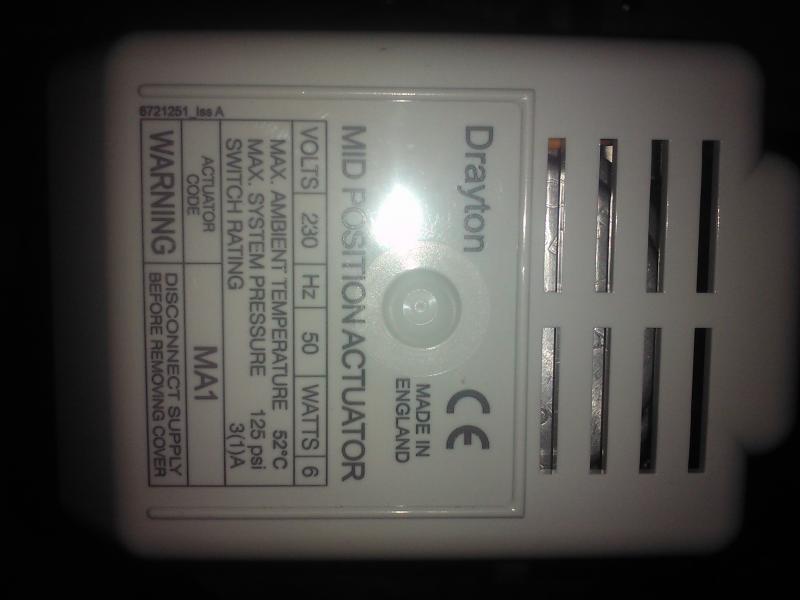 Drayton
CE
MADE IN
ENGLAND
MID POSITION ACTUATOR
VOLTS 230 Hz 50 WATTS 6
MAX. AMBIENT TEMPERATURE 52°C
MAX. SYSTEM PRESSURE 125 psi
SWITCH RATING 3(1)A
ACTUATOR
CODE
MA1
WARNING
DISCONNECT SUPPLY
BEFORE REMOVING COVER
6721251_Iss A